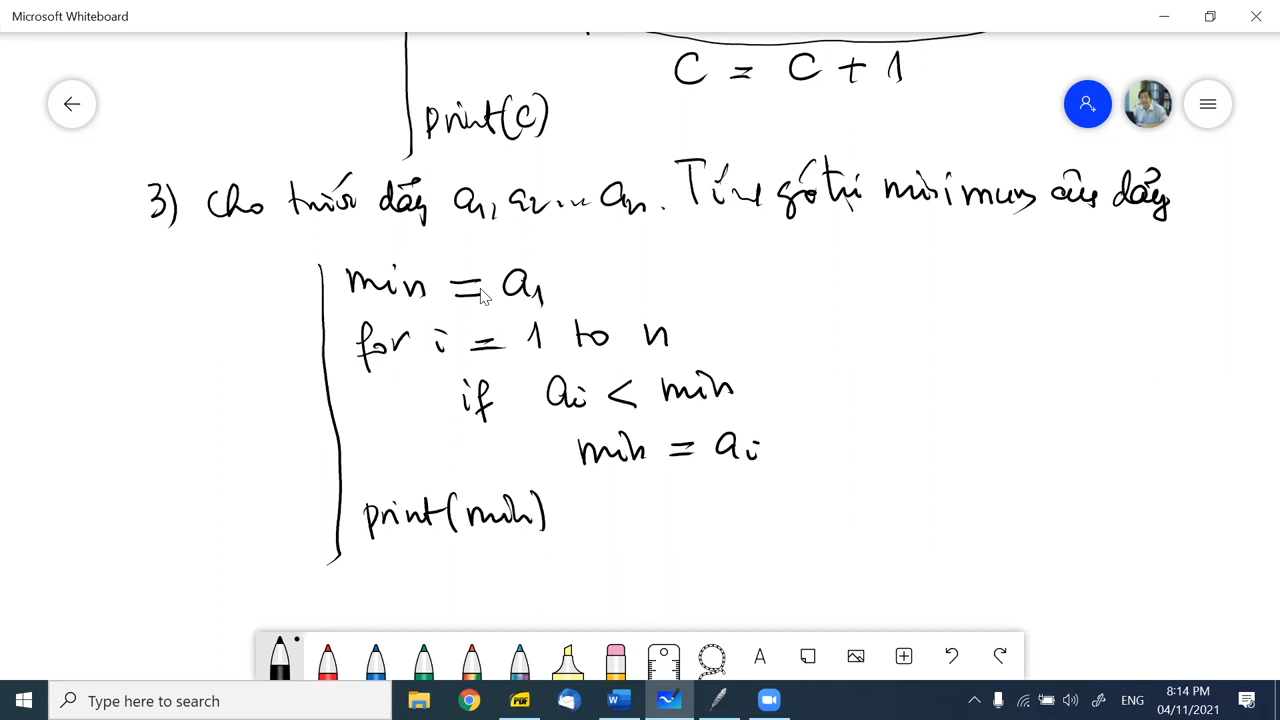 Microsoft Whiteboard
C = C + 1
print(C)
3) Cho trước dãy a1, a2 ... an. Tính giá trị minimum của dãy
min = a1
for i = 1 to n
if ai < min
min = ai
print(min)
A
PDF
Type here to search
ENG
8:14 PM
04/11/2021